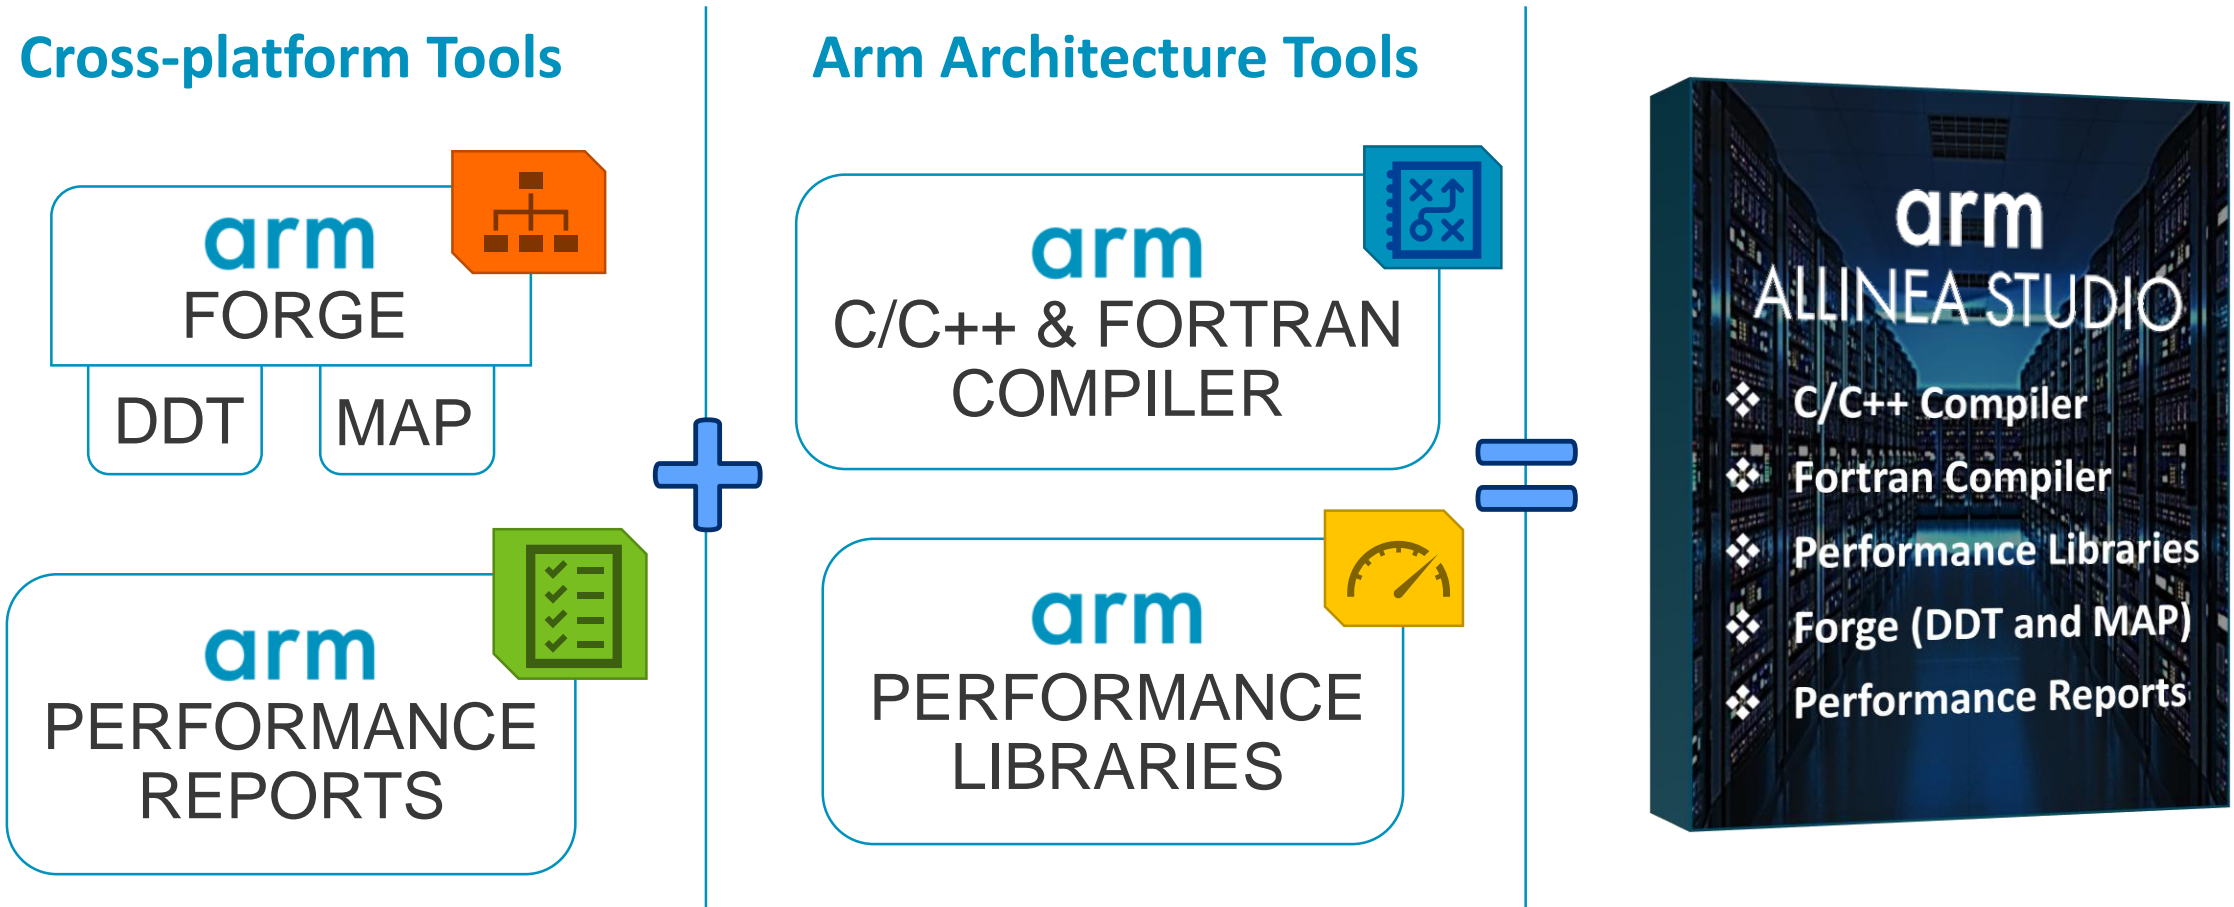 Cross-platform Tools
arm
FORGE
DDT
MAP
arm
PERFORMANCE
REPORTS
Arm Architecture Tools
arm
C/C++ & FORTRAN
COMPILER
arm
PERFORMANCE
LIBRARIES
arm
ALLINEA STUDIO
❖ C/C++ Compiler
❖ Fortran Compiler
❖ Performance Libraries
❖ Forge (DDT and MAP)
❖ Performance Reports